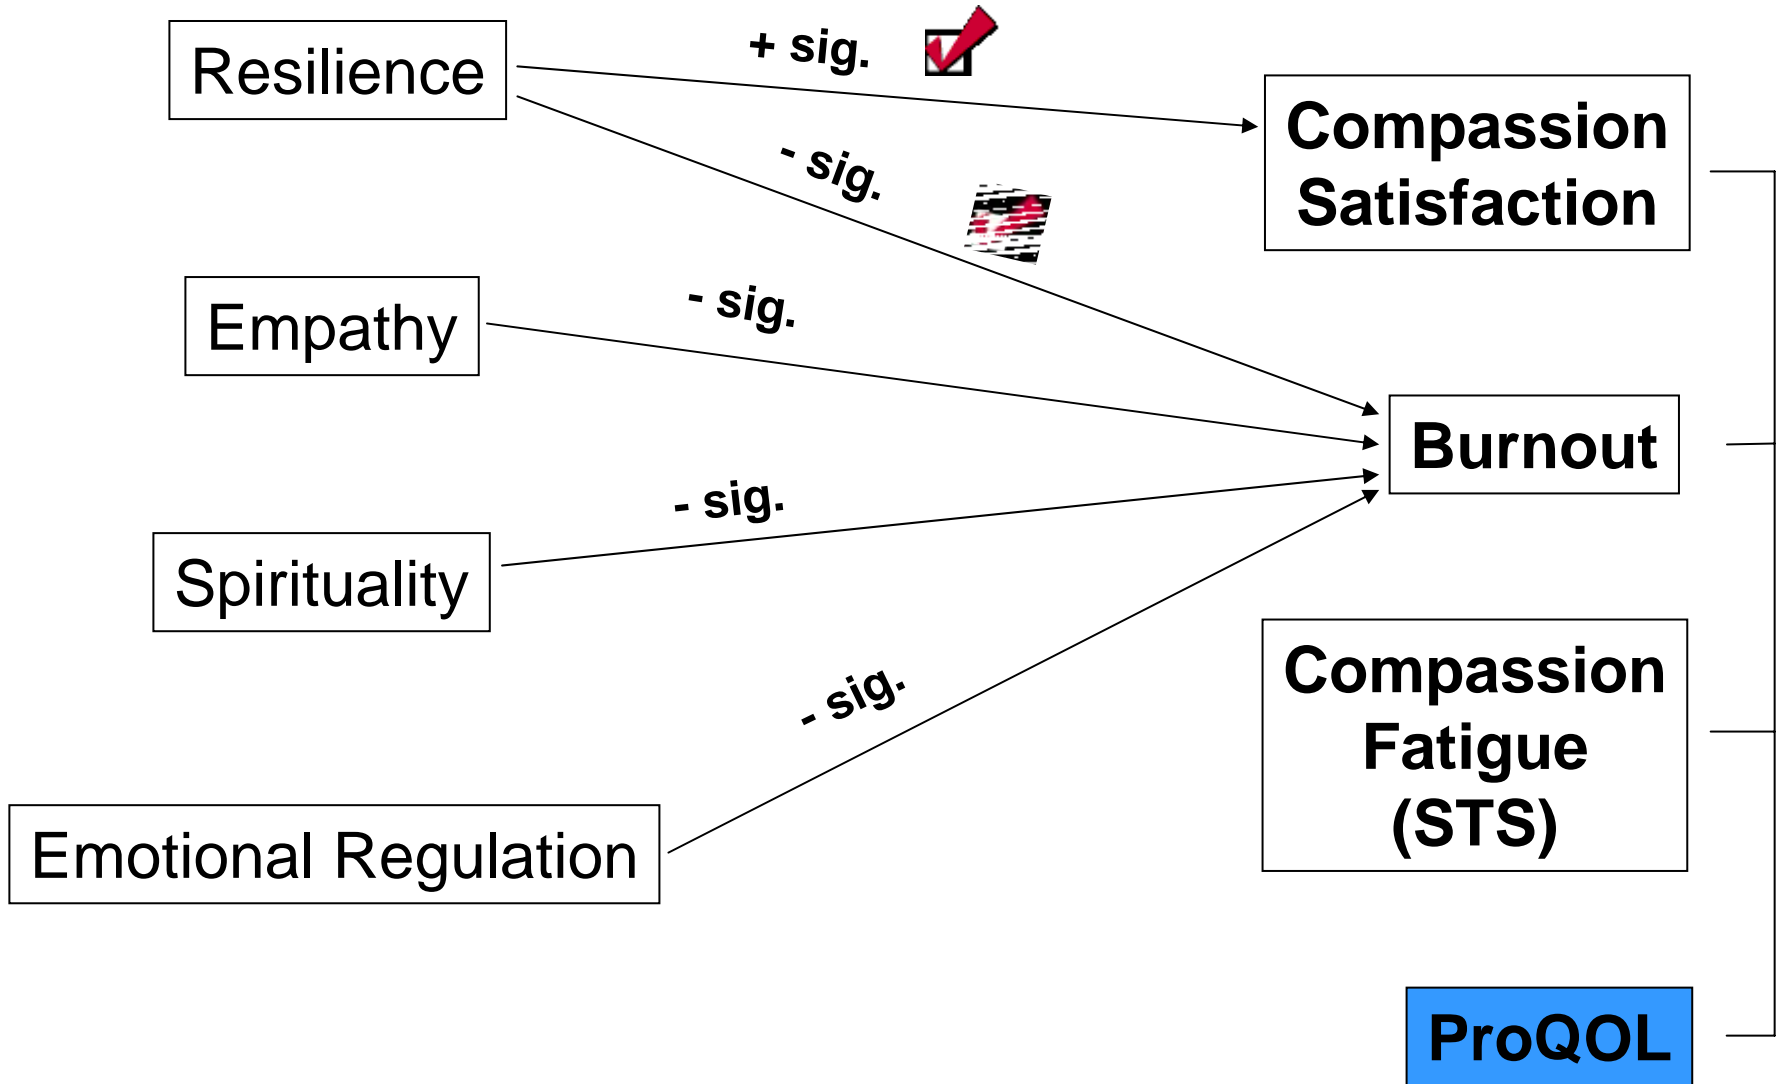 Resilience
+ sig.
Compassion
Satisfaction
- sig.
Empathy
- sig.
Burnout
Spirituality
- sig.
Compassion
Fatigue
(STS)
Emotional Regulation
- sig.
ProQOL